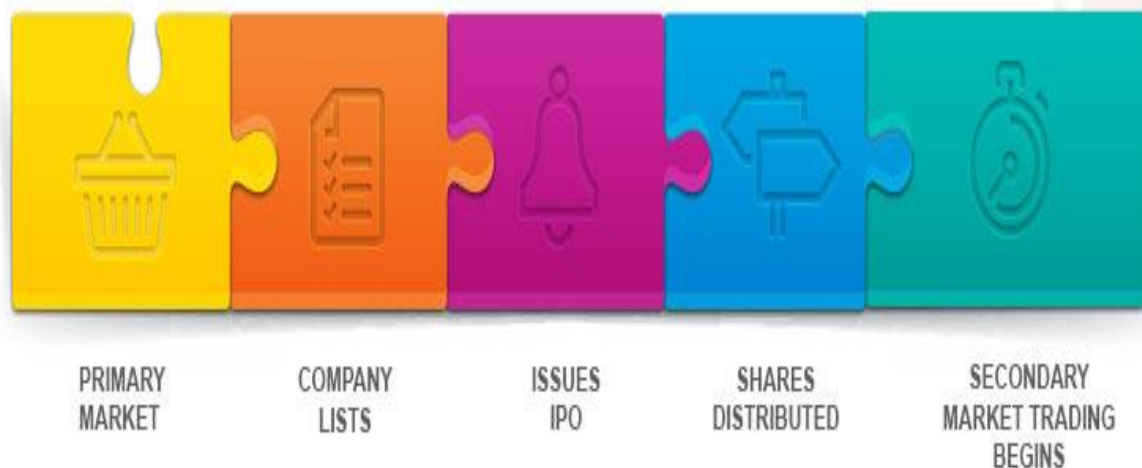 PRIMARY
MARKET
COMPANY
LISTS
ISSUES
IPO
SHARES
DISTRIBUTED
SECONDARY
MARKET TRADING
BEGINS